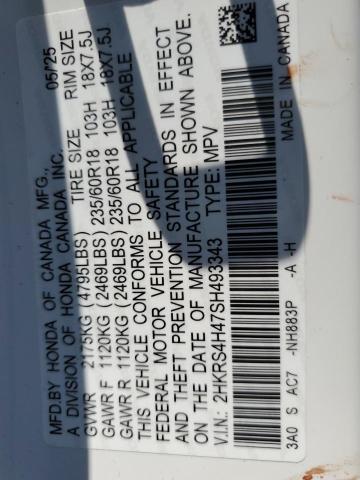 MFD.BY HONDA OF CANADA MFG., 05/25
A DIVISION OF HONDA CANADA INC.
TIRE SIZE RIM SIZE
GVWR 2175KG (4795LBS)
GAWR F 1120KG (2469LBS) 235/60R18 103H 18X7.5J
GAWR R 1120KG (2469LBS) 235/60R18 103H 18X7.5J
THIS VEHICLE CONFORMS TO ALL APPLICABLE
FEDERAL MOTOR VEHICLE SAFETY
AND THEFT PREVENTION STANDARDS IN EFFECT
ON THE DATE OF MANUFACTURE SHOWN ABOVE.
V.I.N.: 2HKRS4H47SH493343 TYPE: MPV
3A0 S AC7 -NH883P -A -H MADE IN CANADA